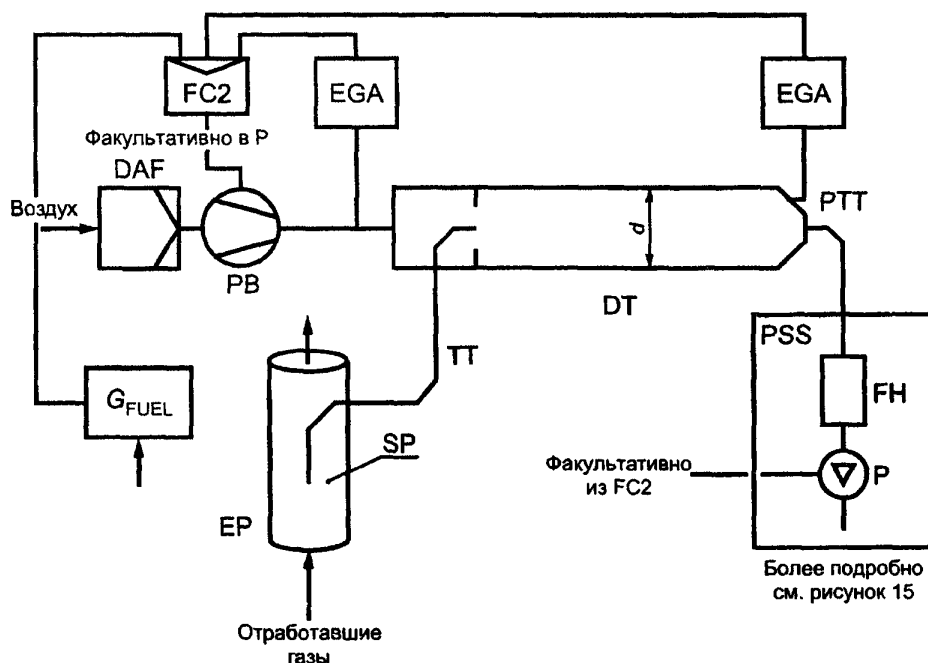 FC2
EGA
EGA
Факультативно в P
DAF
Воздух
PB
d
PTT
DT
PSS
TT
G FUEL
FH
SP
Факультативно
из FC2
P
EP
Более подробно
см. рисунок 15
Отработавшие
газы